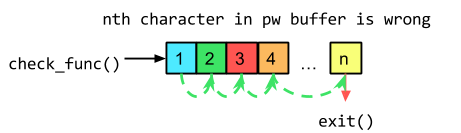 nth character in pw buffer is wrong
check_func()
1 2 3 4 ... n
exit()